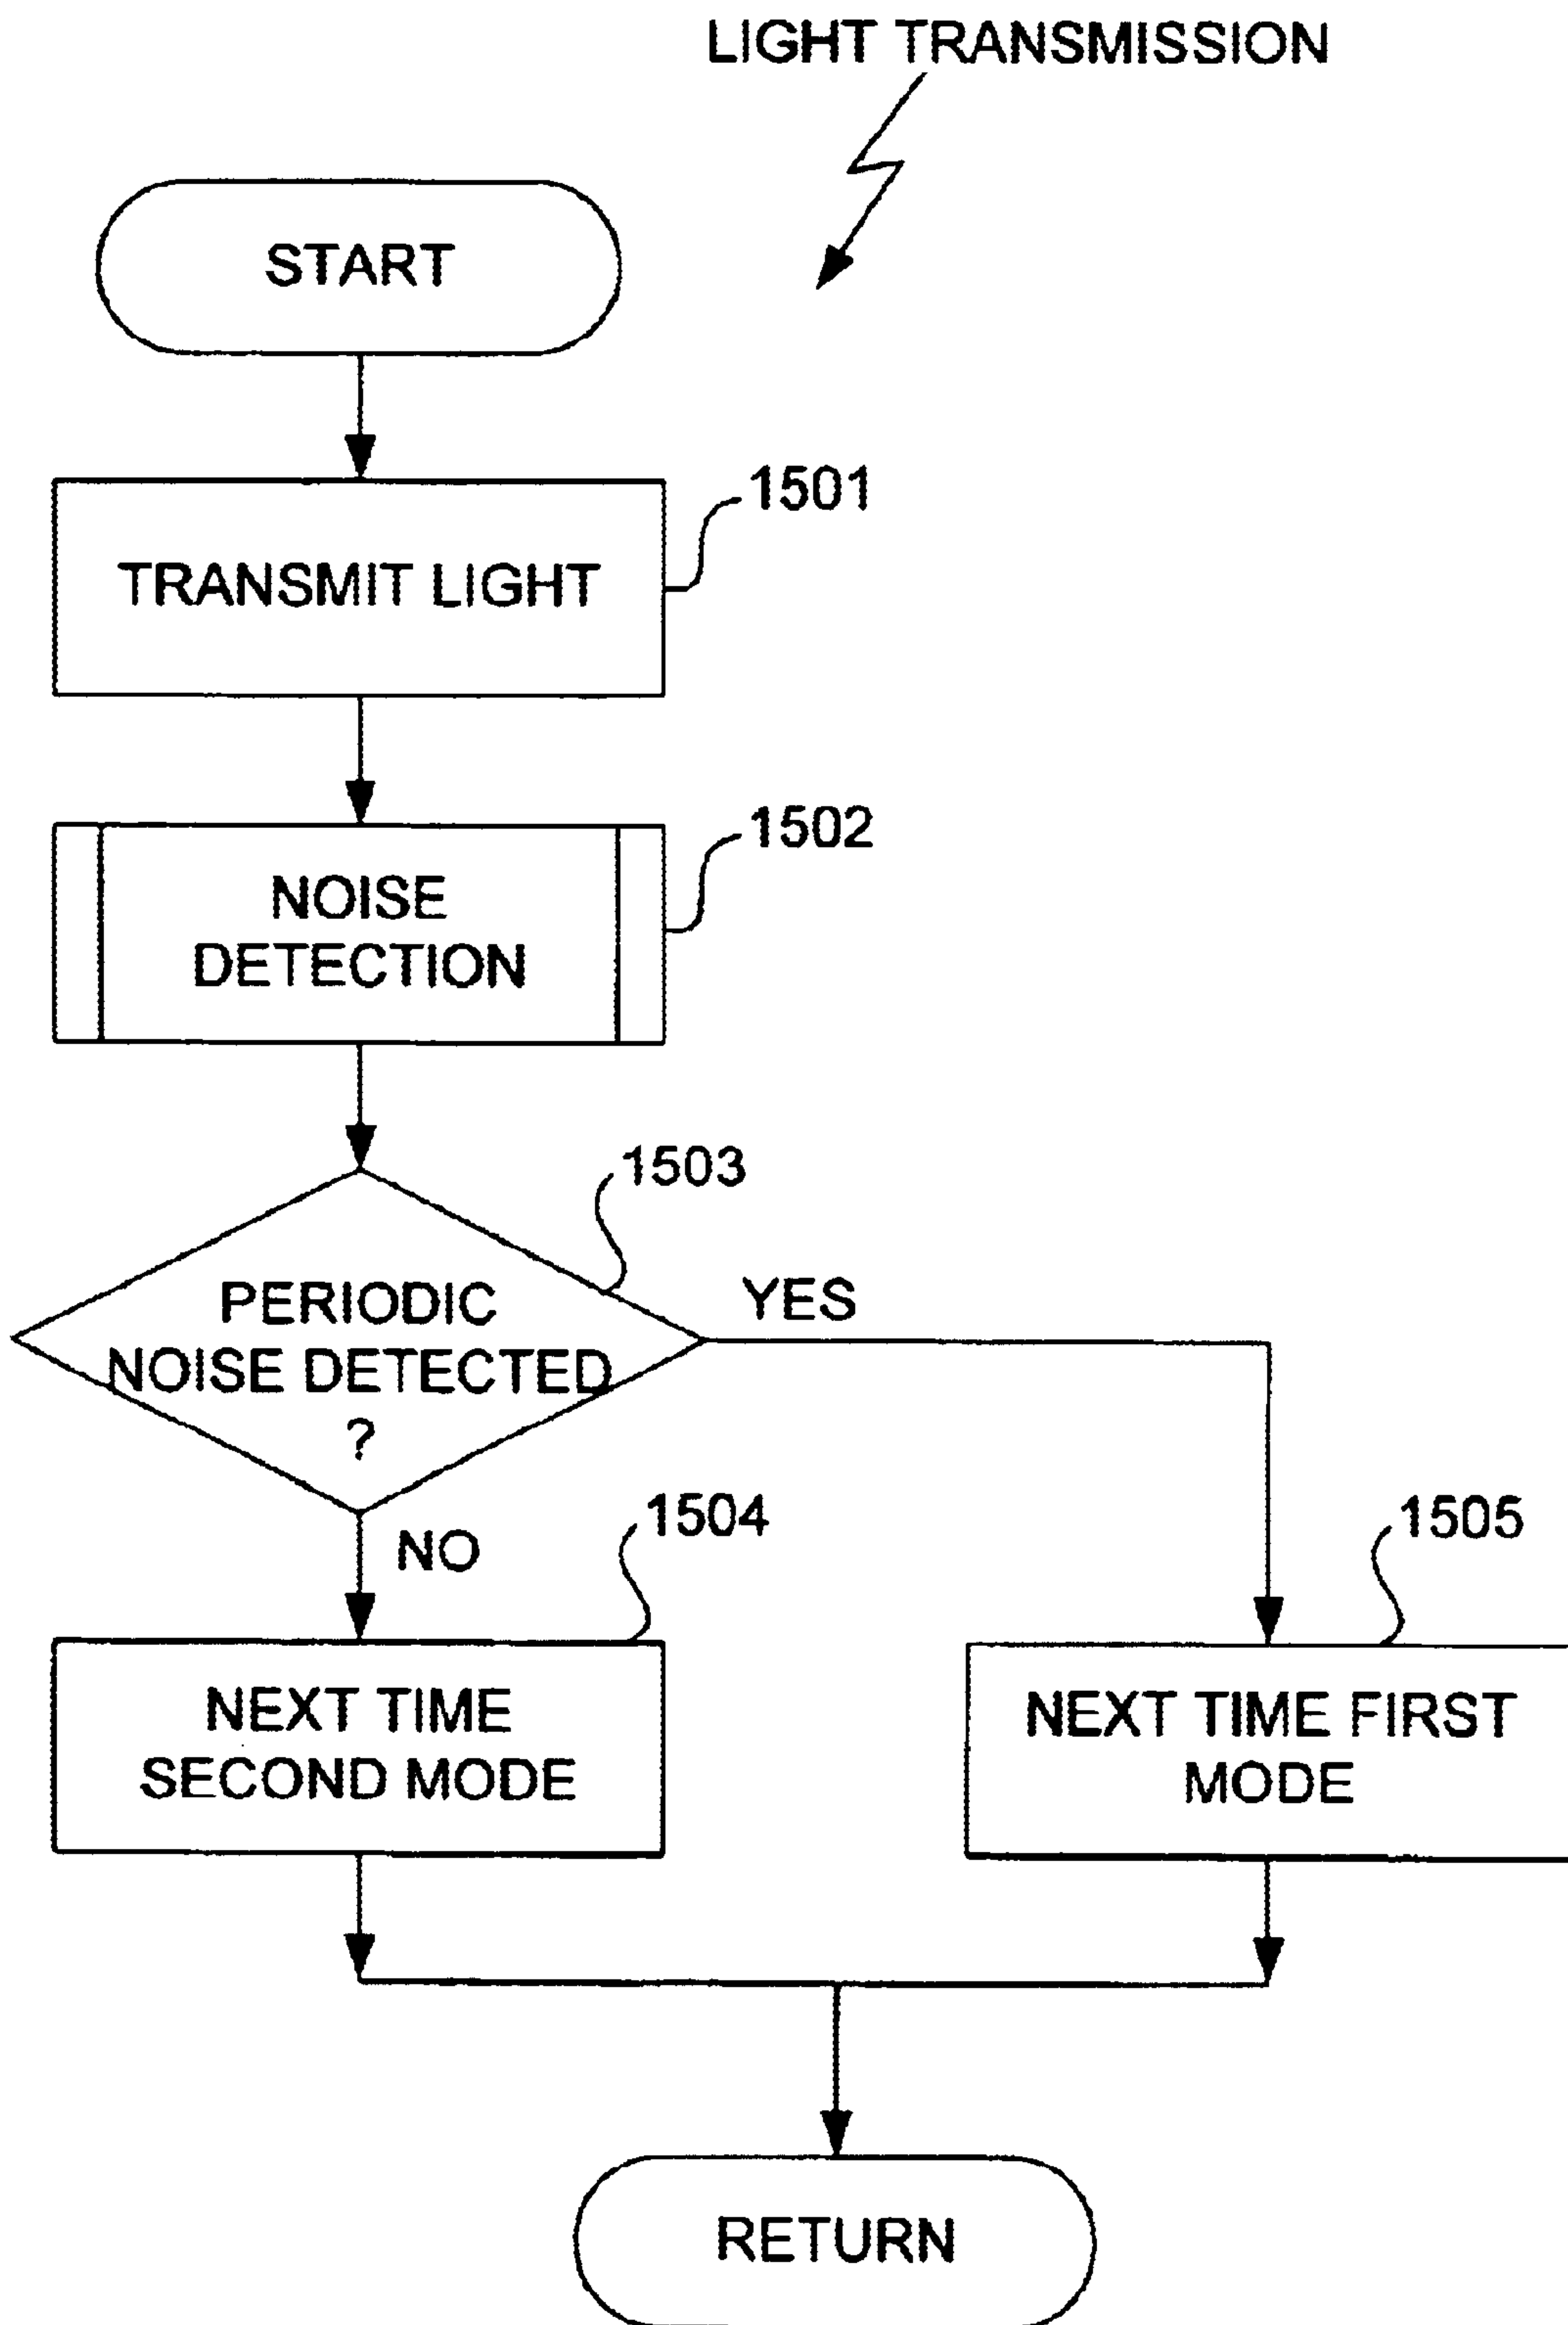 LIGHT TRANSMISSION
START
1501
TRANSMIT LIGHT
1502
NOISE
DETECTION
1503
PERIODIC
NOISE DETECTED
?
YES
NO
1504
NEXT TIME
SECOND MODE
1505
NEXT TIME FIRST
MODE
RETURN